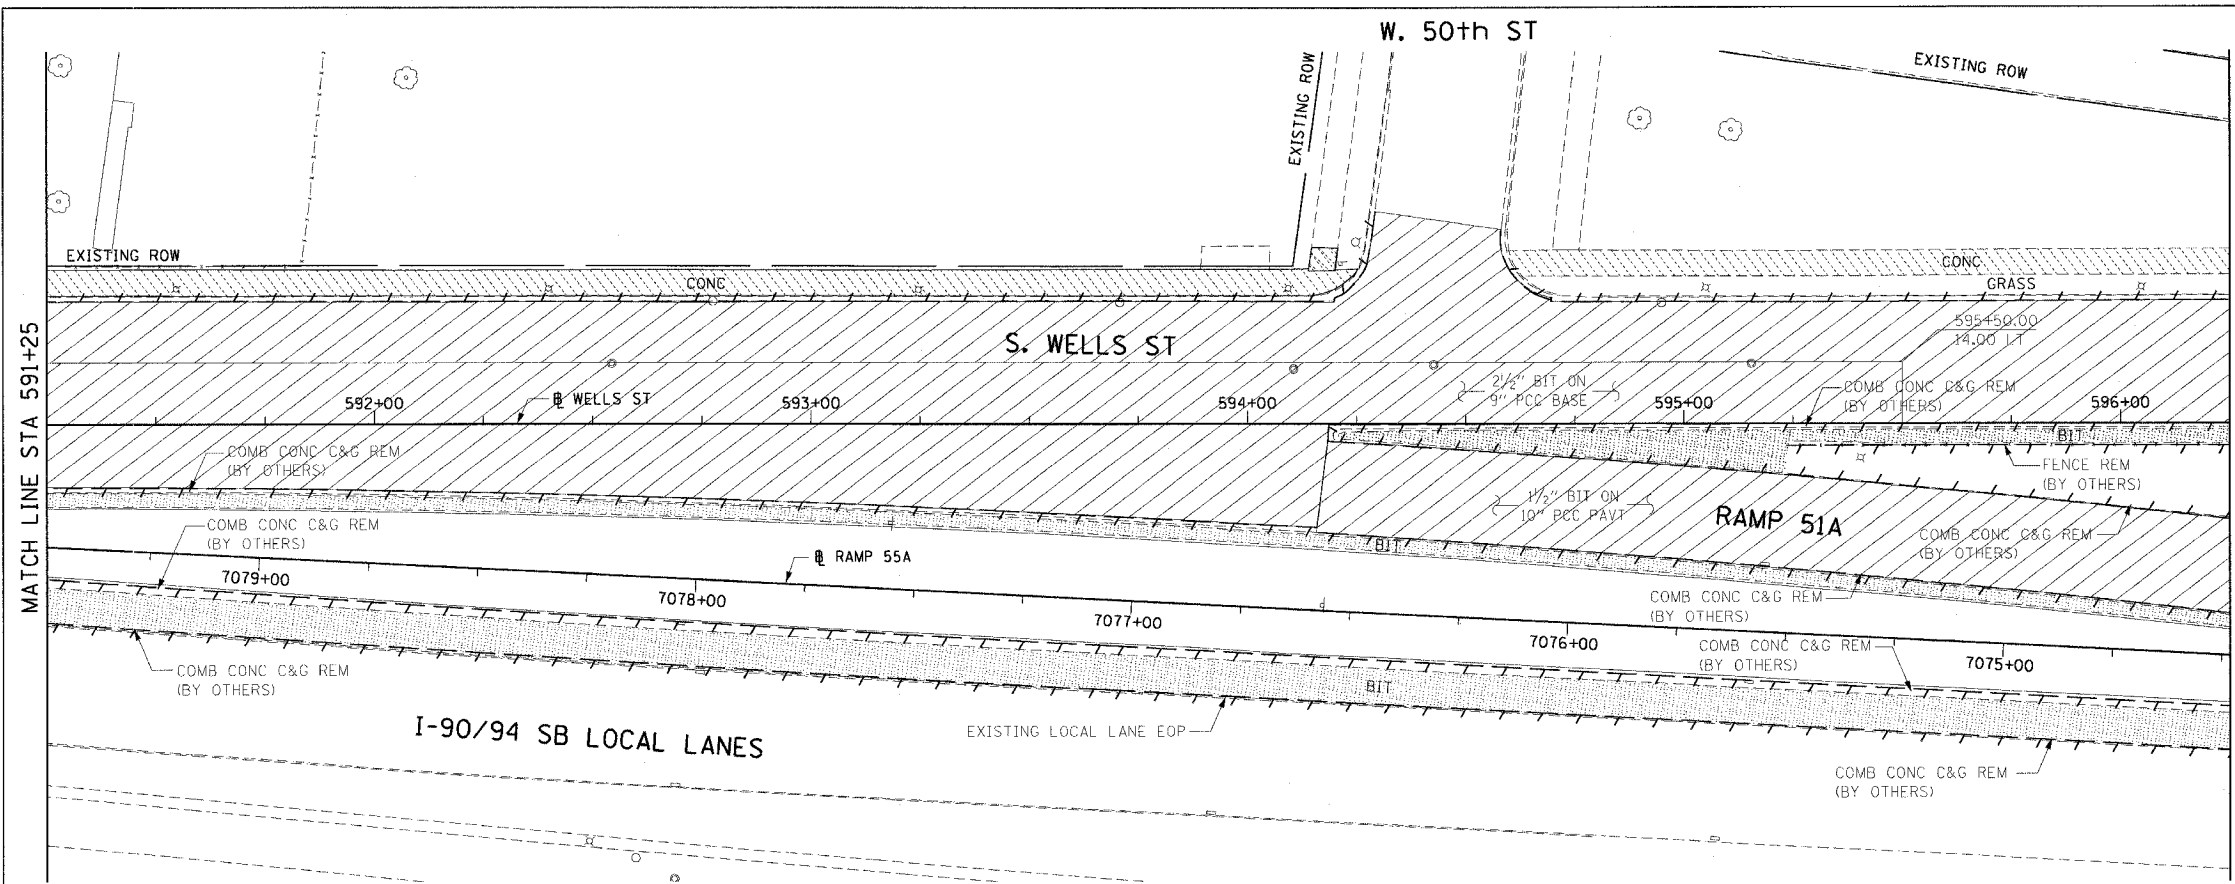 W. 50th ST
EXISTING ROW
EXISTING ROW
EXISTING ROW
CONC
CONC
GRASS
MATCH LINE STA 591+25
S. WELLS ST
595+50.00
14.00 LT
592+00
℄ WELLS ST
593+00
594+00
2½" BIT ON
9" PCC BASE
595+00
COMB CONC C&G REM
(BY OTHERS)
596+00
BIT
COMB CONC C&G REM
(BY OTHERS)
FENCE REM
(BY OTHERS)
1½" BIT ON
10" PCC PAVT
RAMP 51A
COMB CONC C&G REM
(BY OTHERS)
COMB CONC C&G REM
(BY OTHERS)
BIT
℄ RAMP 55A
7079+00
7078+00
7077+00
7076+00
7075+00
COMB CONC C&G REM
(BY OTHERS)
COMB CONC C&G REM
(BY OTHERS)
COMB CONC C&G REM
(BY OTHERS)
BIT
I-90/94 SB LOCAL LANES
EXISTING LOCAL LANE EOP
COMB CONC C&G REM
(BY OTHERS)